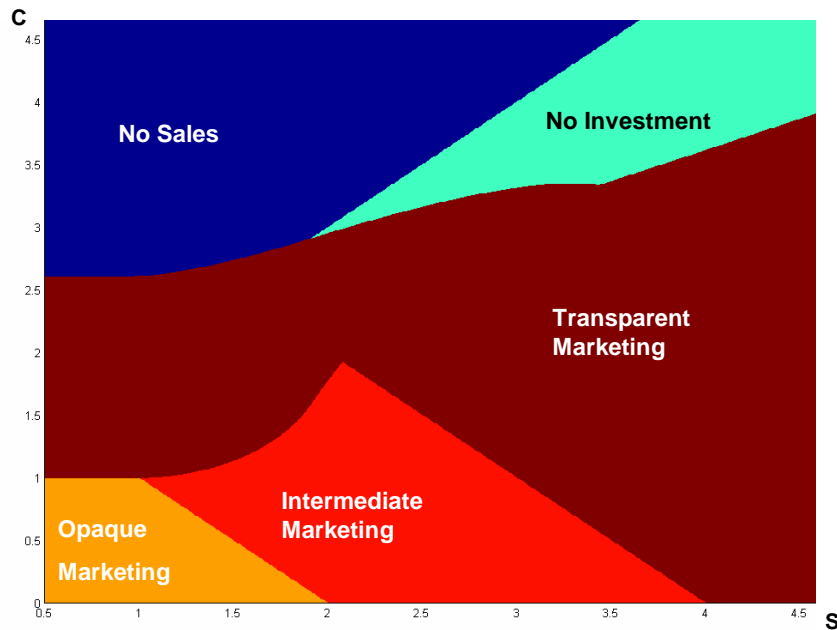 C
4.5
4
3.5
3
2.5
2
1.5
1
0.5
0
No Sales
No Investment
Transparent
Marketing
Intermediate
Marketing
Opaque
Marketing
0.5 1 1.5 2 2.5 3 3.5 4 4.5
S